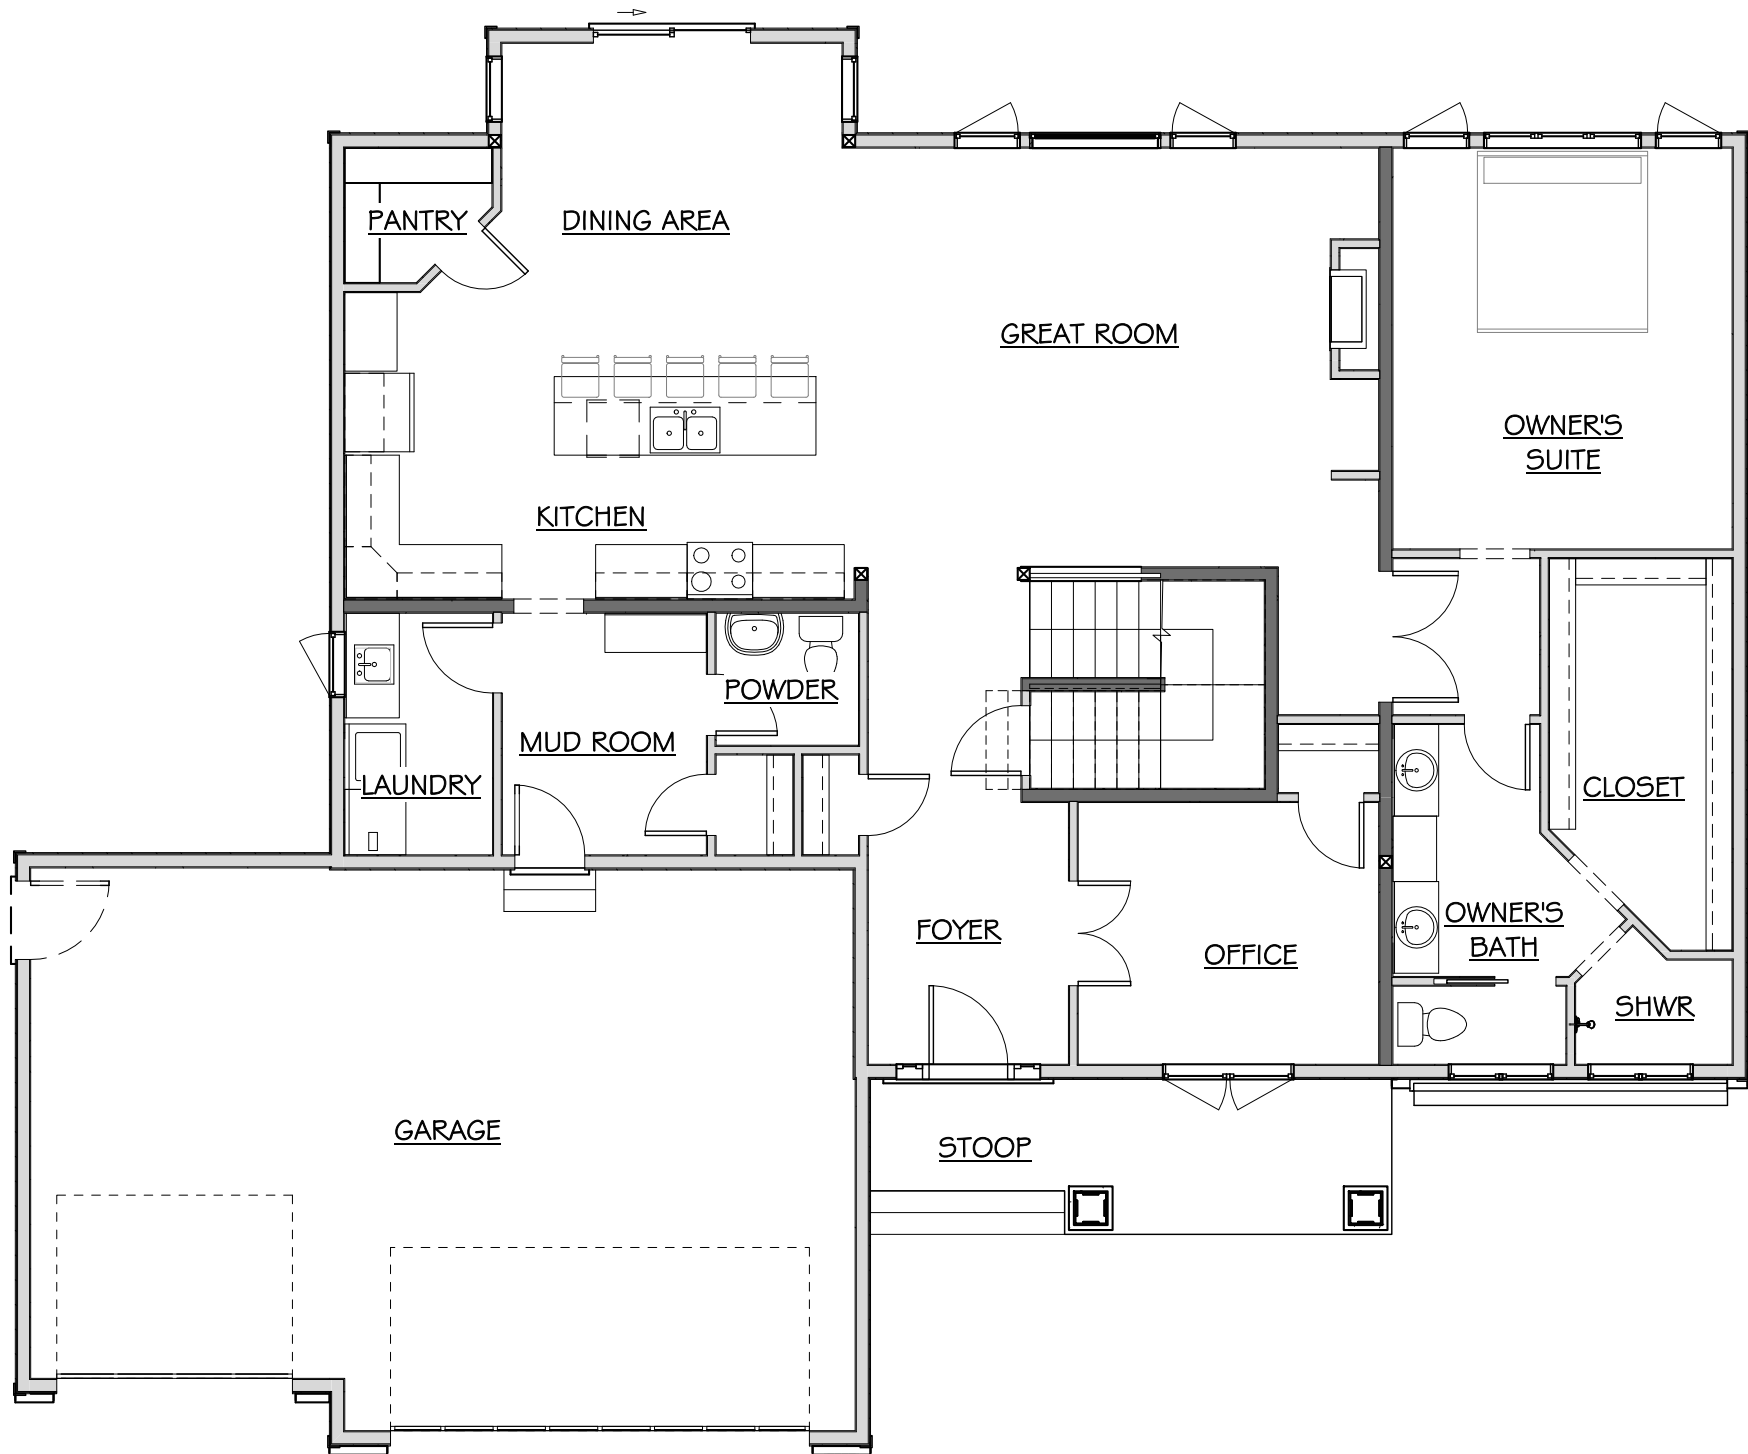 PANTRY
DINING AREA
GREAT ROOM
OWNER'S
SUITE
KITCHEN
POWDER
MUD ROOM
LAUNDRY
CLOSET
FOYER
OFFICE
OWNER'S
BATH
SHWR
GARAGE
STOOP